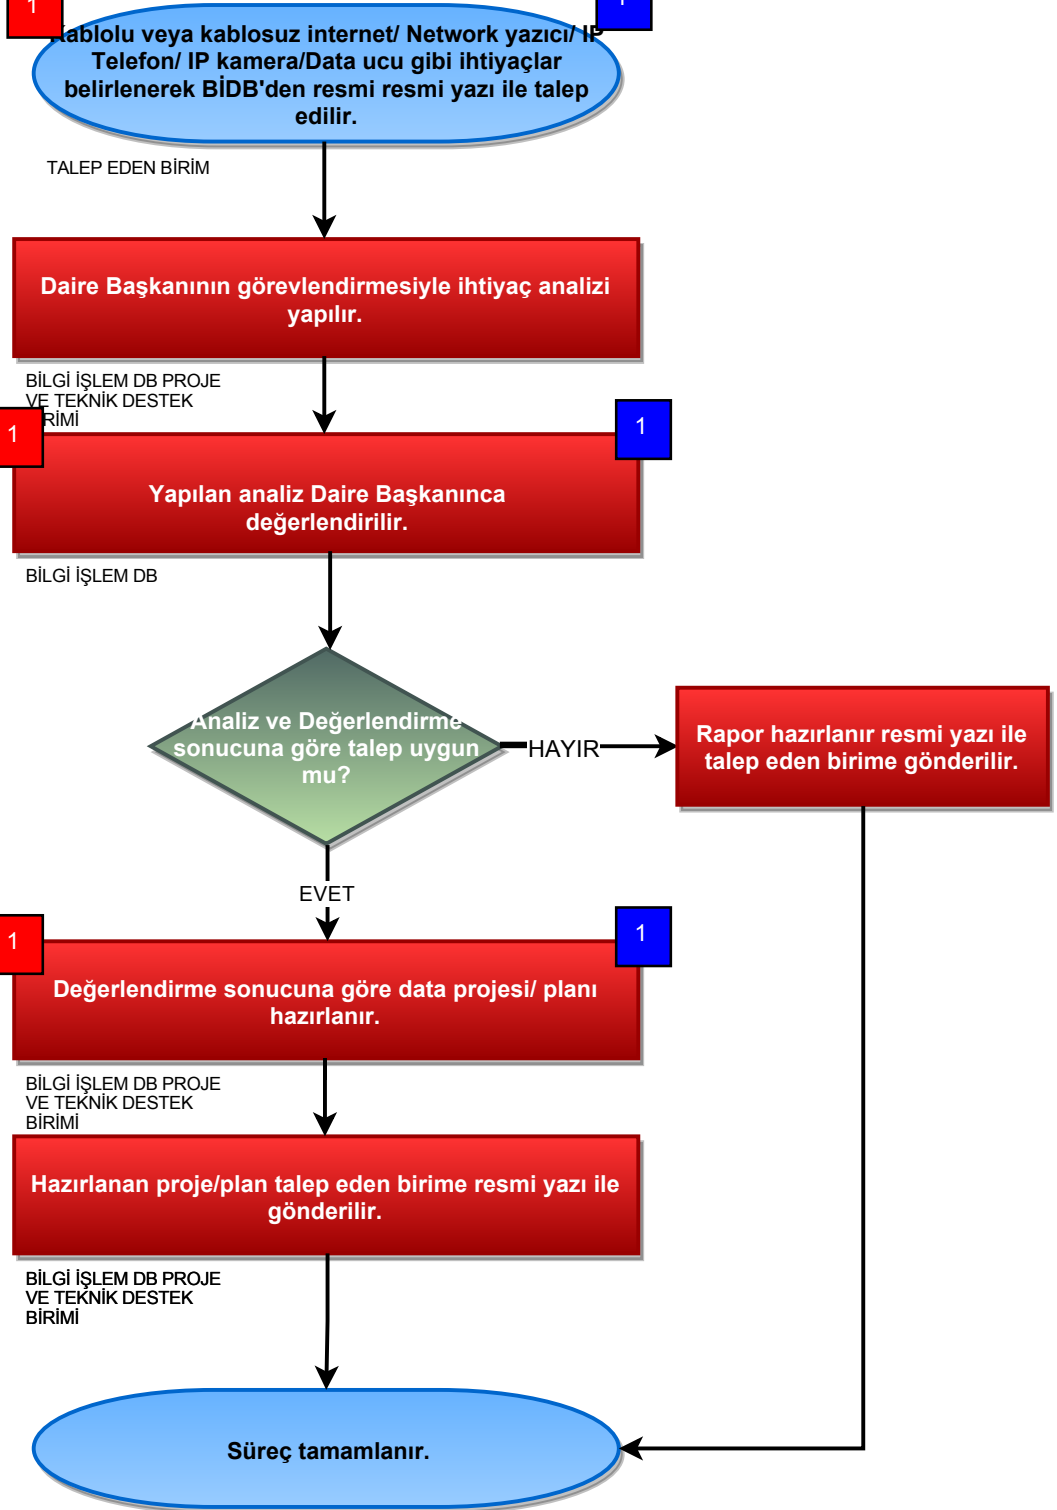 1
1
Kablolu veya kablosuz internet/ Network yazıcı/ IP
Telefon/ IP kamera/Data ucu gibi ihtiyaçlar
belirlenerek BİDB'den resmi resmi yazı ile talep
edilir.
TALEP EDEN BİRİM
Daire Başkanının görevlendirmesiyle ihtiyaç analizi
yapılır.
BİLGİ İŞLEM DB PROJE
VE TEKNİK DESTEK
BİRİMİ
1
1
Yapılan analiz Daire Başkanınca
değerlendirilir.
BİLGİ İŞLEM DB
Analiz ve Değerlendirme
sonucuna göre talep uygun
mu?
HAYIR
Rapor hazırlanır resmi yazı ile
talep eden birime gönderilir.
EVET
1
1
Değerlendirme sonucuna göre data projesi/ planı
hazırlanır.
BİLGİ İŞLEM DB PROJE
VE TEKNİK DESTEK
BİRİMİ
Hazırlanan proje/plan talep eden birime resmi yazı ile
gönderilir.
BİLGİ İŞLEM DB PROJE
VE TEKNİK DESTEK
BİRİMİ
Süreç tamamlanır.